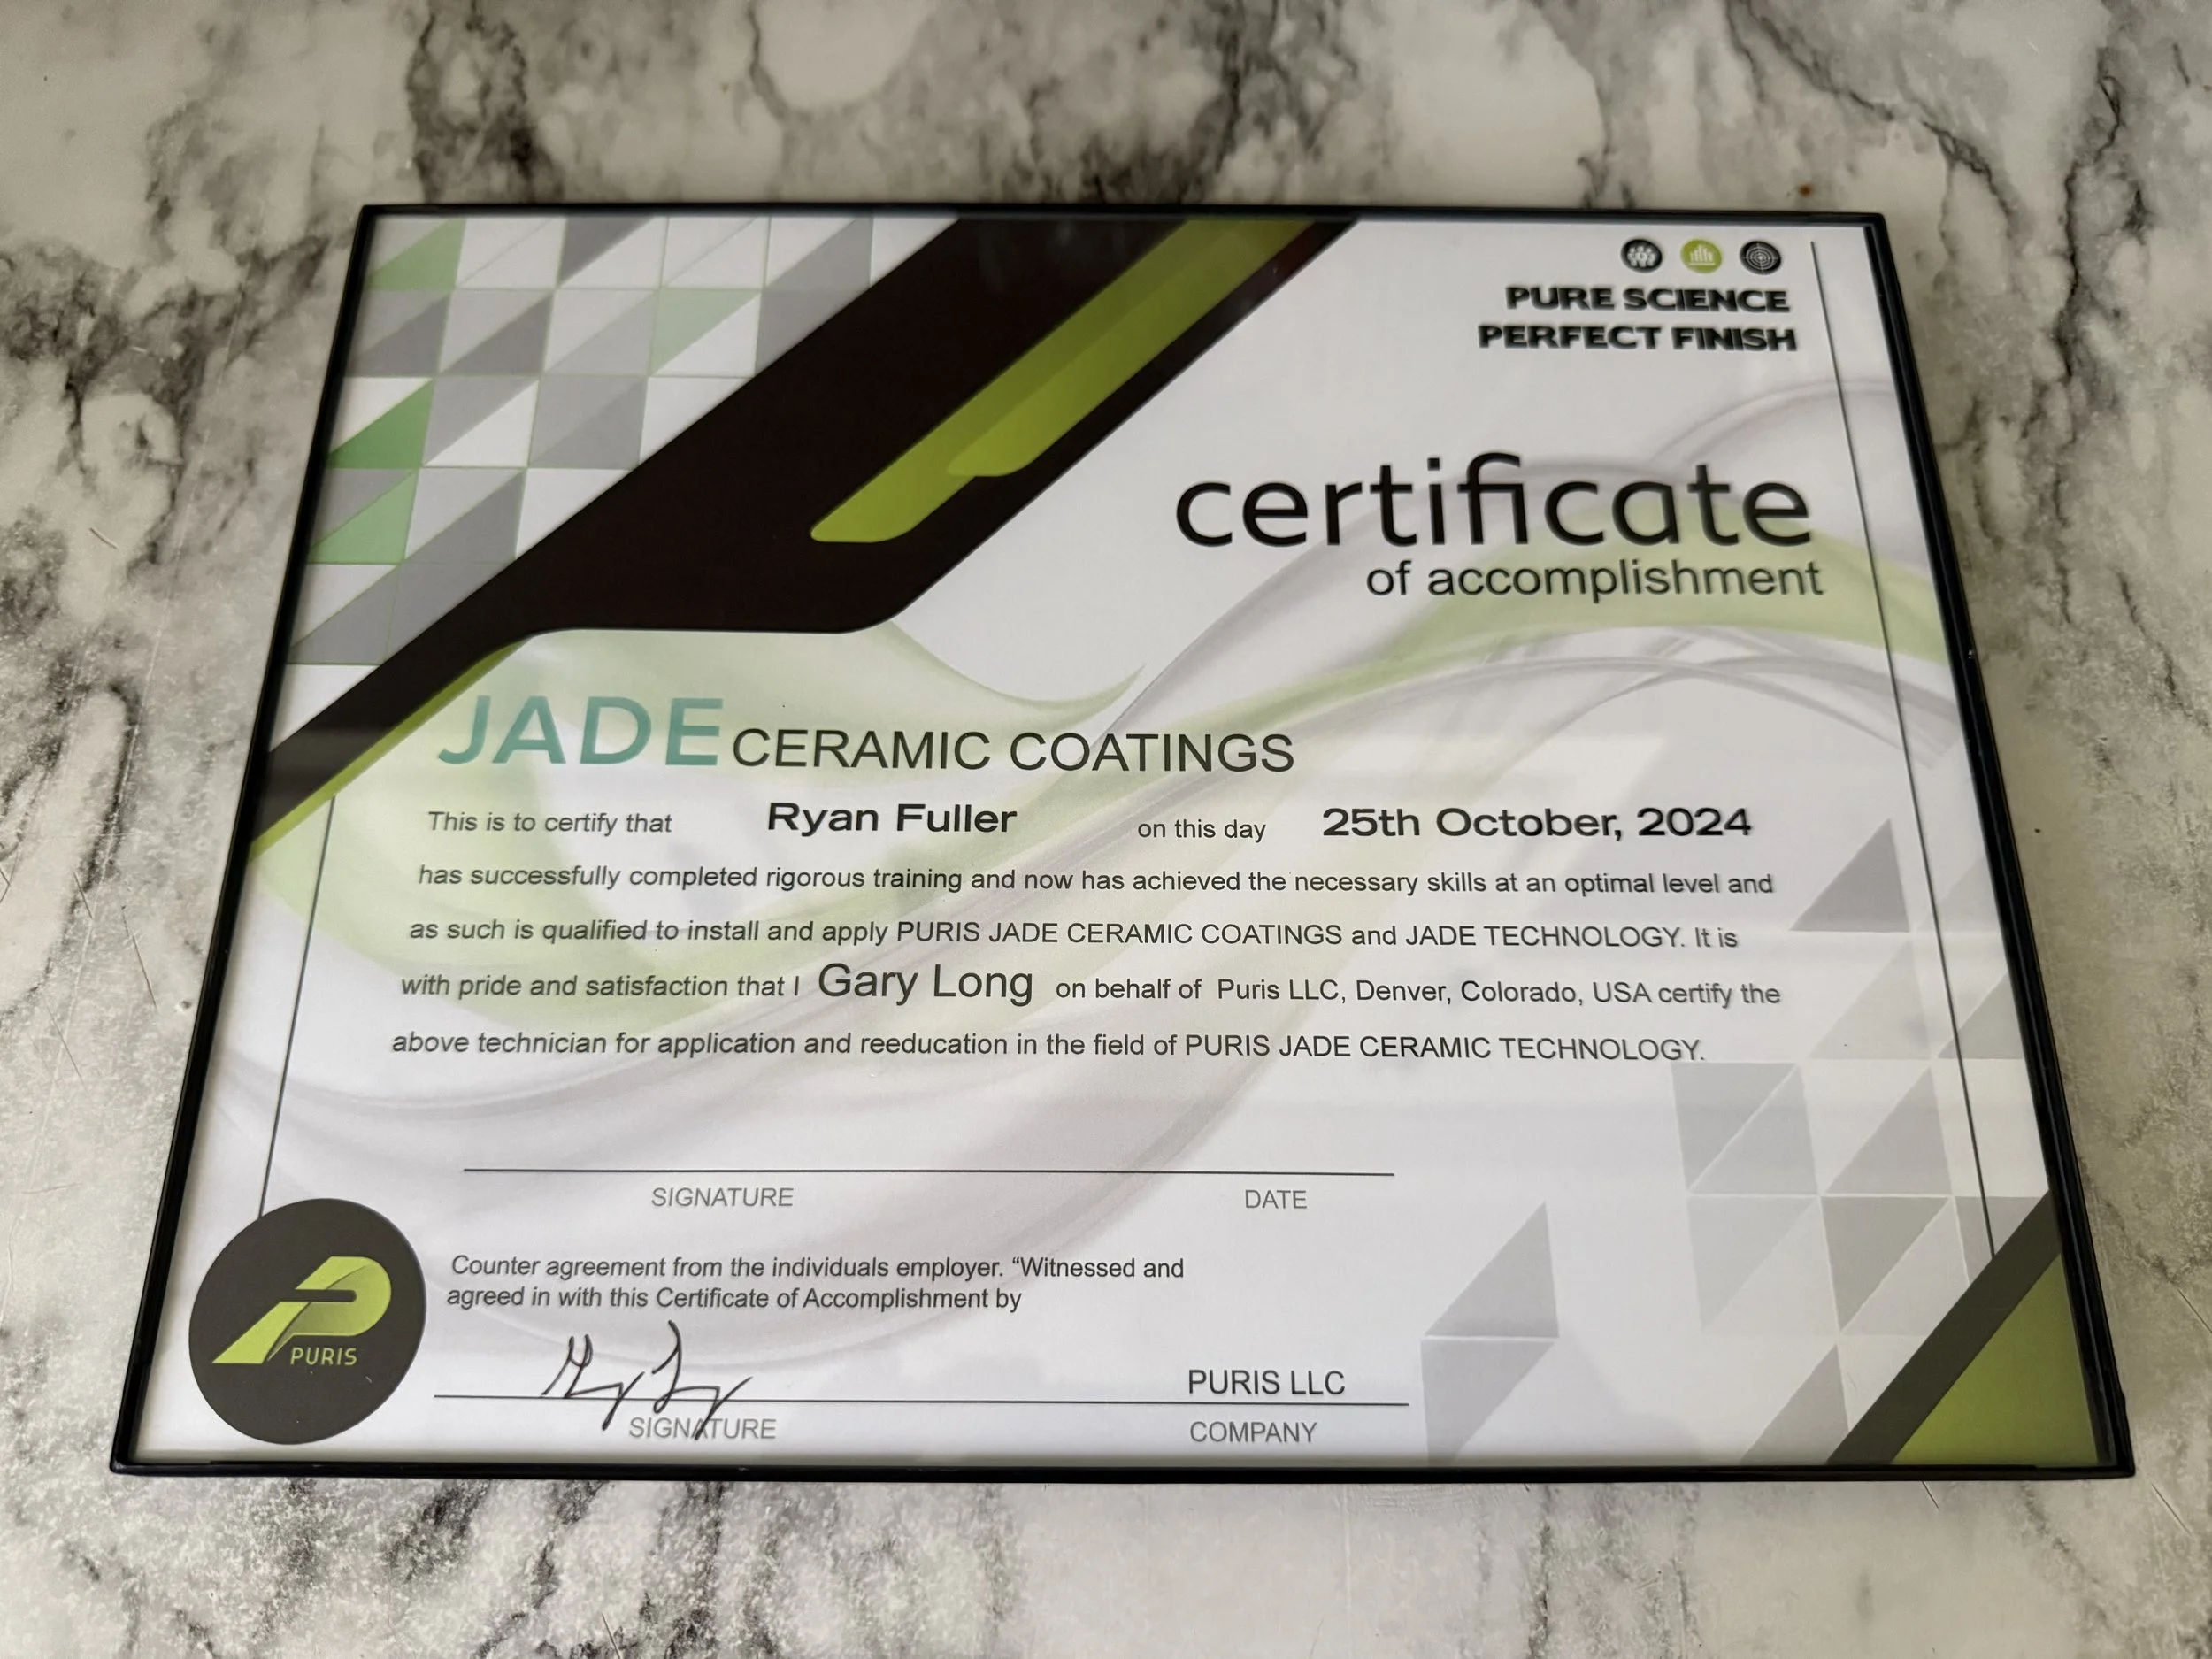 PURE SCIENCE
PERFECT FINISH
certificate
of accomplishment
JADE CERAMIC COATINGS
This is to certify that Ryan Fuller on this day 25th October, 2024
has successfully completed rigorous training and now has achieved the necessary skills at an optimal level and
as such is qualified to install and apply PURIS JADE CERAMIC COATINGS and JADE TECHNOLOGY. It is
with pride and satisfaction that I Gary Long on behalf of Puris LLC, Denver, Colorado, USA certify the
above technician for application and reeducation in the field of PURIS JADE CERAMIC TECHNOLOGY.
SIGNATURE DATE
Counter agreement from the individuals employer. “Witnessed and
agreed in with this Certificate of Accomplishment by
PURIS LLC
SIGNATURE COMPANY
PURIS